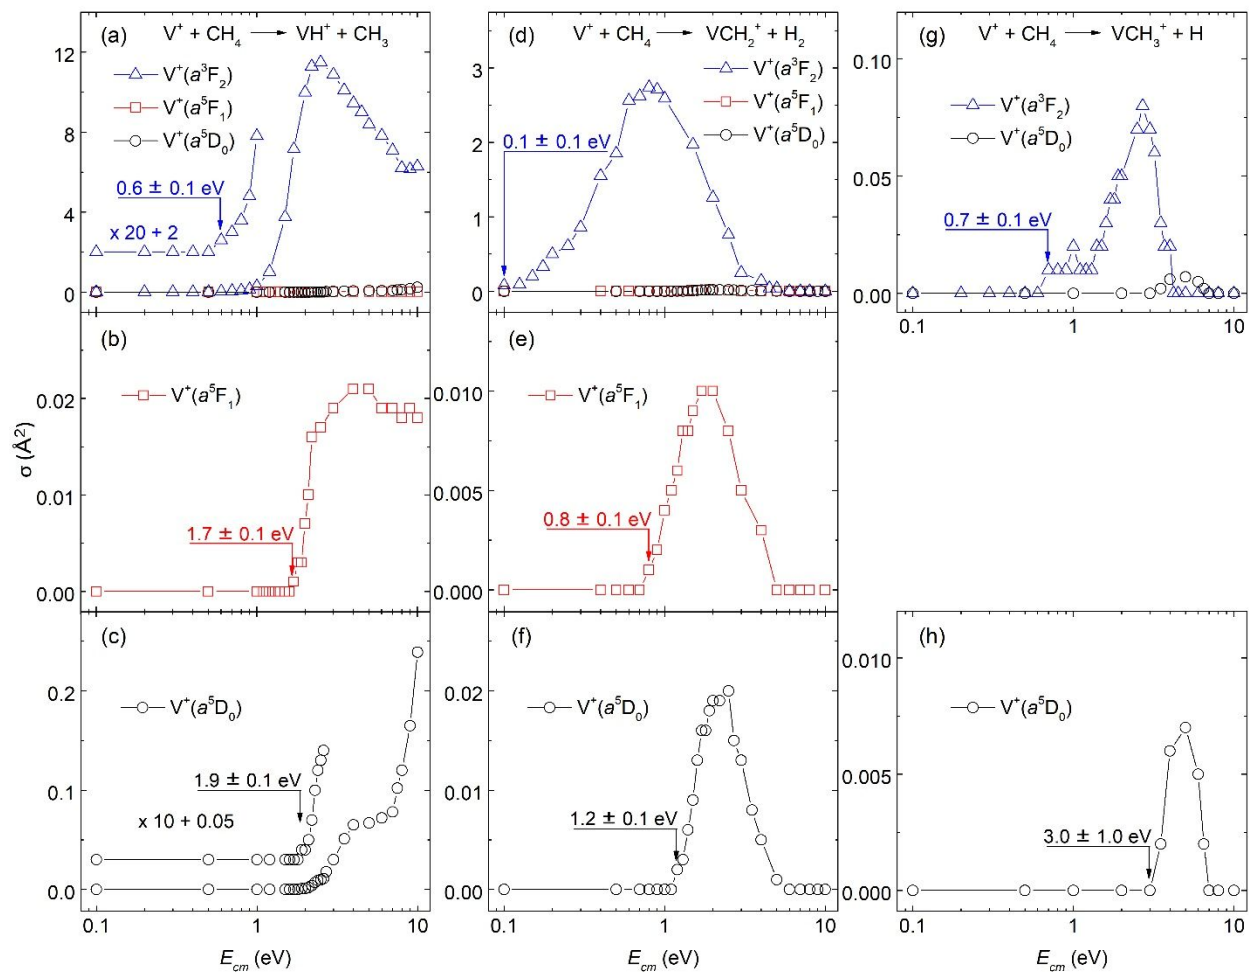 (a) V⁺ + CH₄ ⟶ VH⁺ + CH₃
V⁺(a³F₂)
V⁺(a⁵F₁)
V⁺(a⁵D₀)
0.6 ± 0.1 eV
x 20 + 2
12
8
4
0
(d) V⁺ + CH₄ ⟶ VCH₂⁺ + H₂
V⁺(a³F₂)
V⁺(a⁵F₁)
V⁺(a⁵D₀)
0.1 ± 0.1 eV
3
2
1
0
(g) V⁺ + CH₄ ⟶ VCH₃⁺ + H
V⁺(a³F₂)
V⁺(a⁵D₀)
0.7 ± 0.1 eV
0.10
0.05
0.00
0.1 1 10
(b)
V⁺(a⁵F₁)
1.7 ± 0.1 eV
0.02
0.01
0.00
σ (Å²)
(e)
V⁺(a⁵F₁)
0.8 ± 0.1 eV
0.010
0.005
0.000
(c)
V⁺(a⁵D₀)
1.9 ± 0.1 eV
x 10 + 0.05
0.2
0.1
0.0
0.1 1 10
E_cm (eV)
(f)
V⁺(a⁵D₀)
1.2 ± 0.1 eV
0.02
0.01
0.00
0.1 1 10
E_cm (eV)
(h)
V⁺(a⁵D₀)
3.0 ± 1.0 eV
0.010
0.005
0.000
0.1 1 10
E_cm (eV)